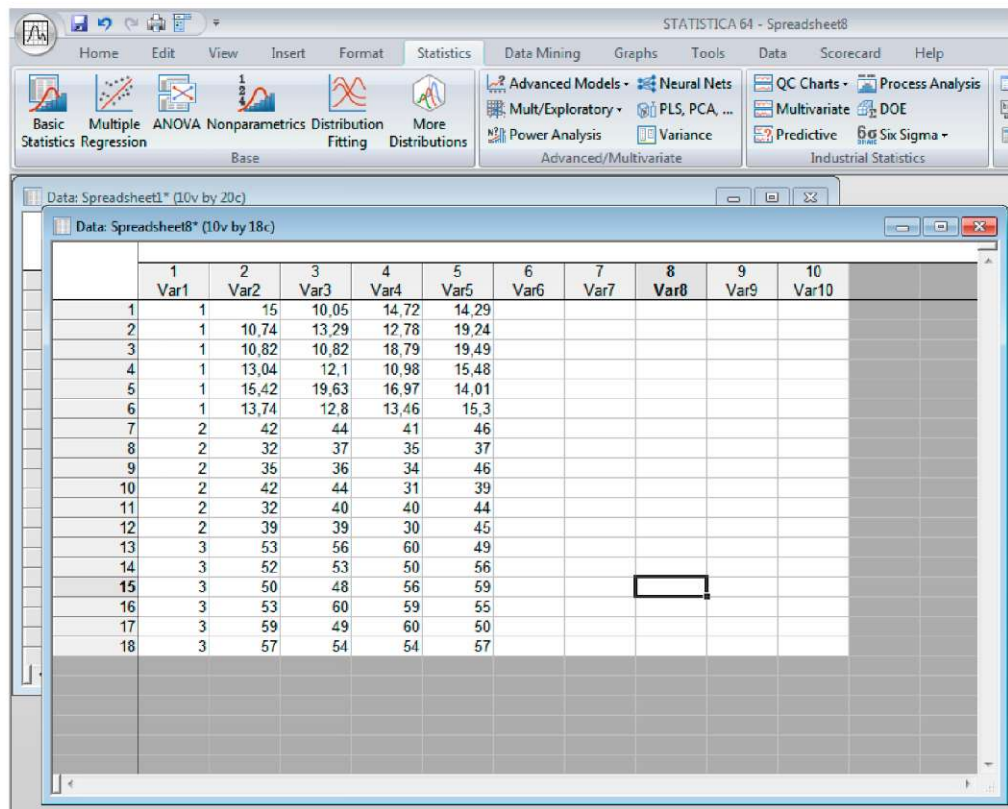 STATISTICA 64 - Spreadsheet8
Home Edit View Insert Format Statistics Data Mining Graphs Tools Data Scorecard Help
Advanced Models Neural Nets QC Charts Process Analysis
Mult/Exploratory PLS, PCA, ... Multivariate DOE
Power Analysis Variance Predictive Six Sigma
Basic Statistics
Multiple Regression
ANOVA
Nonparametrics
Distribution Fitting
More Distributions
Base Advanced/Multivariate Industrial Statistics
Data: Spreadsheet1* (10v by 20c)
Data: Spreadsheet8* (10v by 18c)
1 2 3 4 5 6 7 8 9 10
Var1 Var2 Var3 Var4 Var5 Var6 Var7 Var8 Var9 Var10
1 1 15 10,05 14,72 14,29
2 1 10,74 13,29 12,78 19,24
3 1 10,82 10,82 18,79 19,49
4 1 13,04 12,1 10,98 15,48
5 1 15,42 19,63 16,97 14,01
6 1 13,74 12,8 13,46 15,3
7 2 42 44 41 46
8 2 32 37 35 37
9 2 35 36 34 46
10 2 42 44 31 39
11 2 32 40 40 44
12 2 39 39 30 45
13 3 53 56 60 49
14 3 52 53 50 56
15 3 50 48 56 59
16 3 53 60 59 55
17 3 59 49 60 50
18 3 57 54 54 57